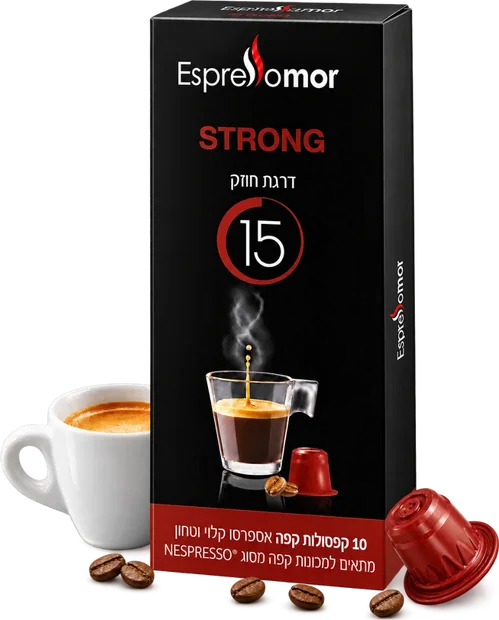 Espressomor
STRONG
דרגת חוזק
15
Espressomor
10 קפסולות קפה אספרסו קלוי וטחון
מתאים למכונות קפה מסוג NESPRESSO®